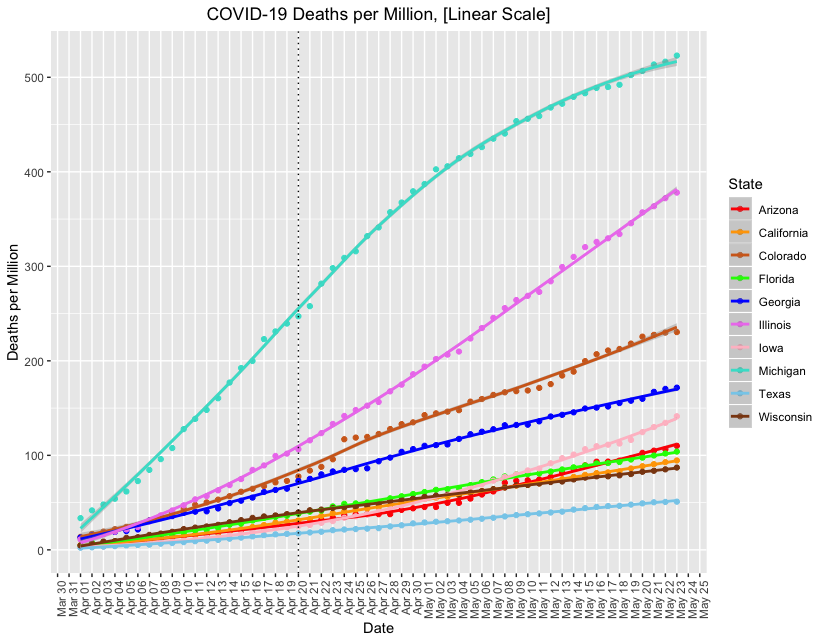 COVID-19 Deaths per Million, [Linear Scale]
Deaths per Million
500
400
300
200
100
0
Mar 30
Mar 31
Apr 01
Apr 02
Apr 03
Apr 04
Apr 05
Apr 06
Apr 07
Apr 08
Apr 09
Apr 10
Apr 11
Apr 12
Apr 13
Apr 14
Apr 15
Apr 16
Apr 17
Apr 18
Apr 19
Apr 20
Apr 21
Apr 22
Apr 23
Apr 24
Apr 25
Apr 26
Apr 27
Apr 28
Apr 29
Apr 30
May 01
May 02
May 03
May 04
May 05
May 06
May 07
May 08
May 09
May 10
May 11
May 12
May 13
May 14
May 15
May 16
May 17
May 18
May 19
May 20
May 21
May 22
May 23
May 24
May 25
Date
State
Arizona
California
Colorado
Florida
Georgia
Illinois
Iowa
Michigan
Texas
Wisconsin